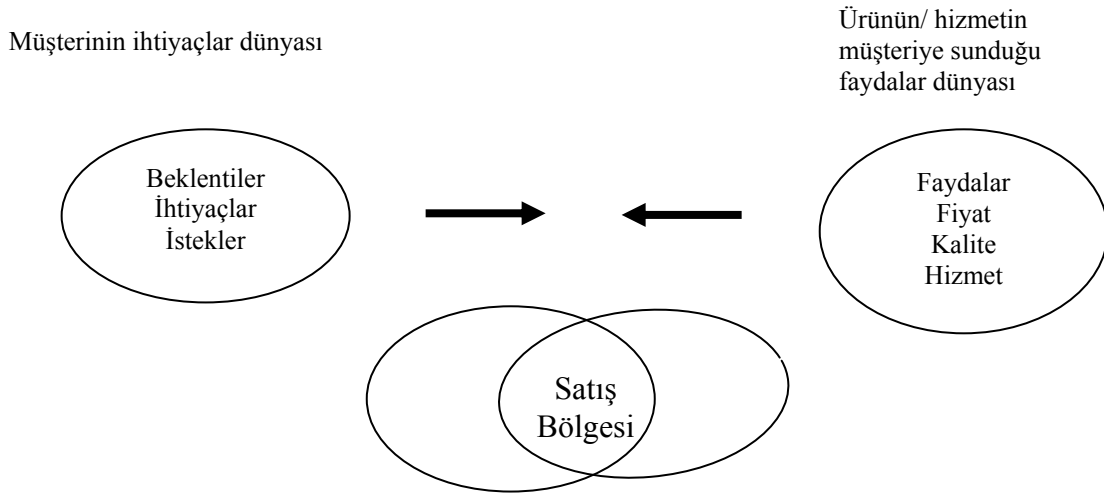 Müşterinin ihtiyaçlar dünyası
Ürünün/ hizmetin
müşteriye sunduğu
faydalar dünyası
Beklentiler
İhtiyaçlar
İstekler
Faydalar
Fiyat
Kalite
Hizmet
Satış
Bölgesi